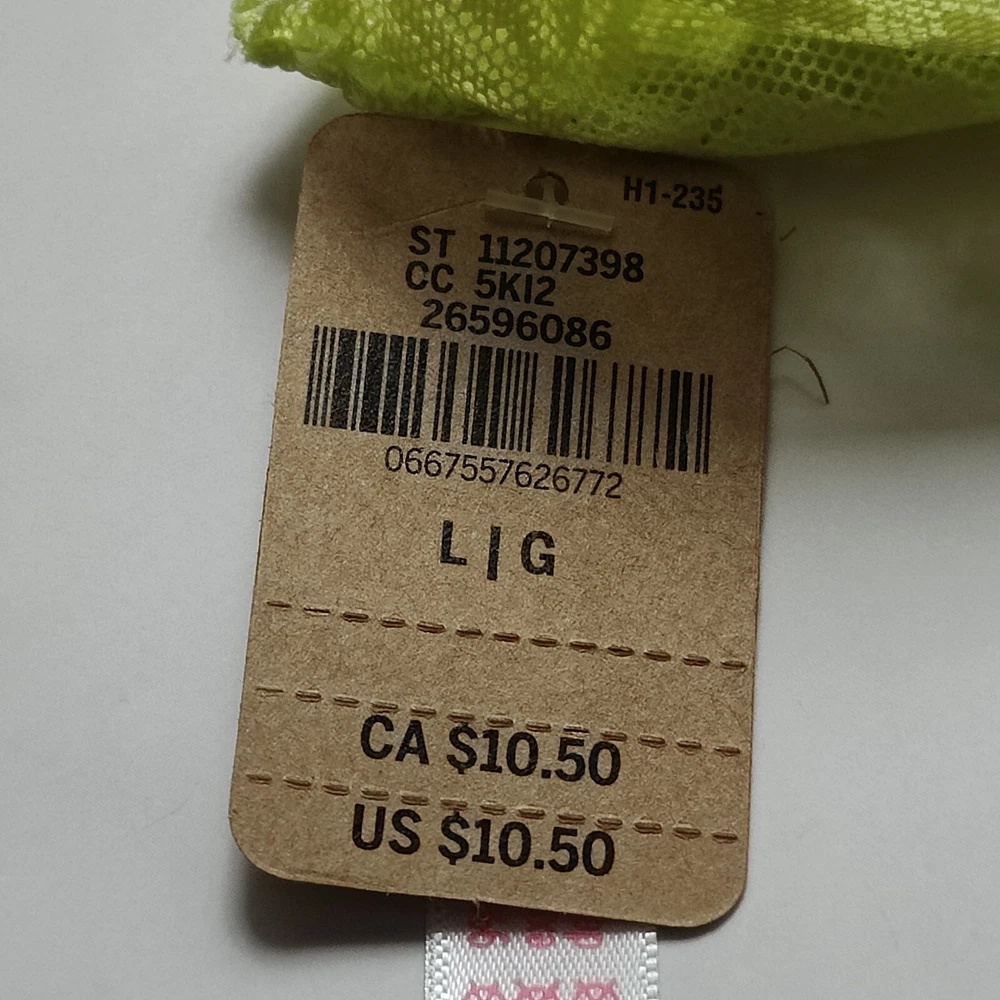 H1-235
ST 11207398
CC 5KI2
26596086
0667557626772
L|G
CA $10.50
US $10.50